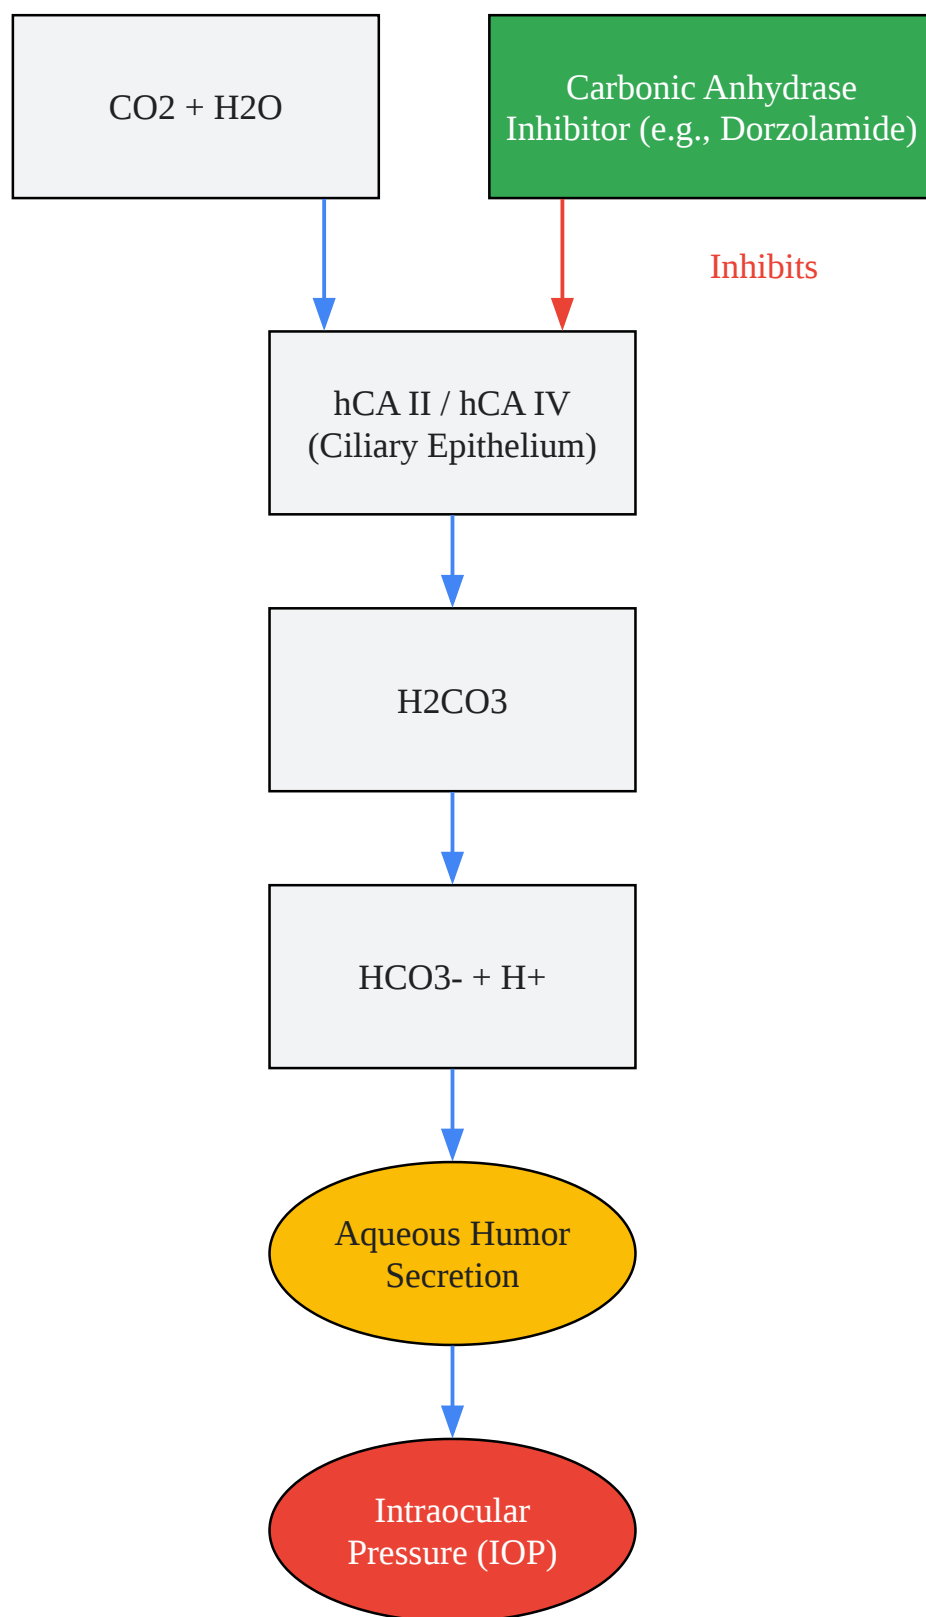 CO2 + H2O
Carbonic Anhydrase
Inhibitor (e.g., Dorzolamide)
Inhibits
hCA II / hCA IV
(Ciliary Epithelium)
H2CO3
HCO3- + H+
Aqueous Humor
Secretion
Intraocular
Pressure (IOP)